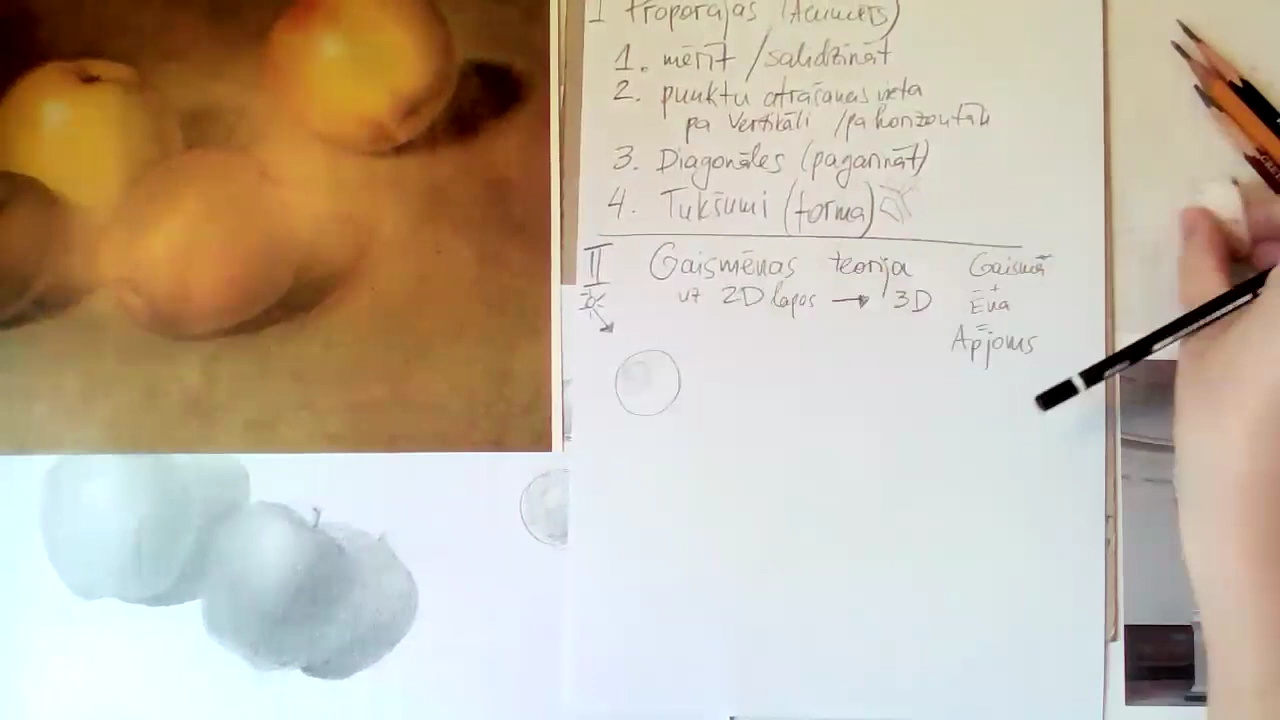 I Proporcijas (Acumērs)
1. mērīt / salīdzināt
2. punktu atrašanās vieta
pa vertikāli / pa horizontāli
3. Diagonāles (pagarināt)
4. Tukšumi (forma)
II Gaismēnas teorija
uz 2D lapas → 3D
Gaisma
+
Ēna
=
Apjoms